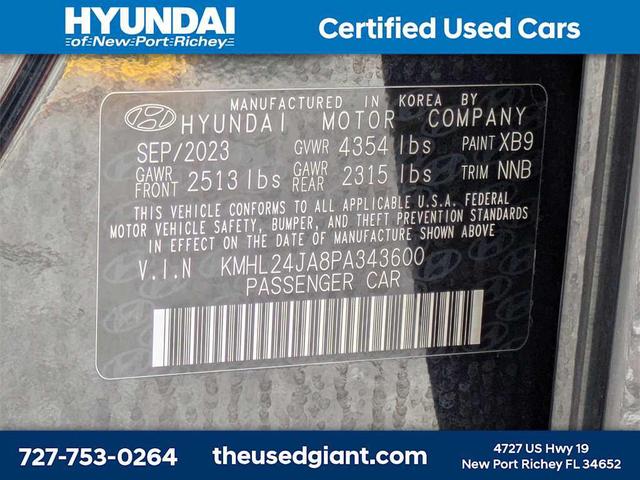 HYUNDAI
of New Port Richey
Certified Used Cars
MANUFACTURED IN KOREA BY
HYUNDAI MOTOR COMPANY
SEP/2023 GVWR 4354 lbs PAINT XB9
GAWR FRONT 2513 lbs GAWR REAR 2315 lbs TRIM NNB
THIS VEHICLE CONFORMS TO ALL APPLICABLE U.S.A. FEDERAL
MOTOR VEHICLE SAFETY, BUMPER, AND THEFT PREVENTION STANDARDS
IN EFFECT ON THE DATE OF MANUFACTURE SHOWN ABOVE
V.I.N KMHL24JA8PA343600
PASSENGER CAR
727-753-0264
theusedgiant.com
4727 US Hwy 19
New Port Richey FL 34652